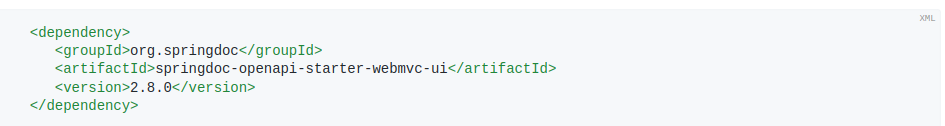 XML
<dependency>
<groupId>org.springdoc</groupId>
<artifactId>springdoc-openapi-starter-webmvc-ui</artifactId>
<version>2.8.0</version>
</dependency>